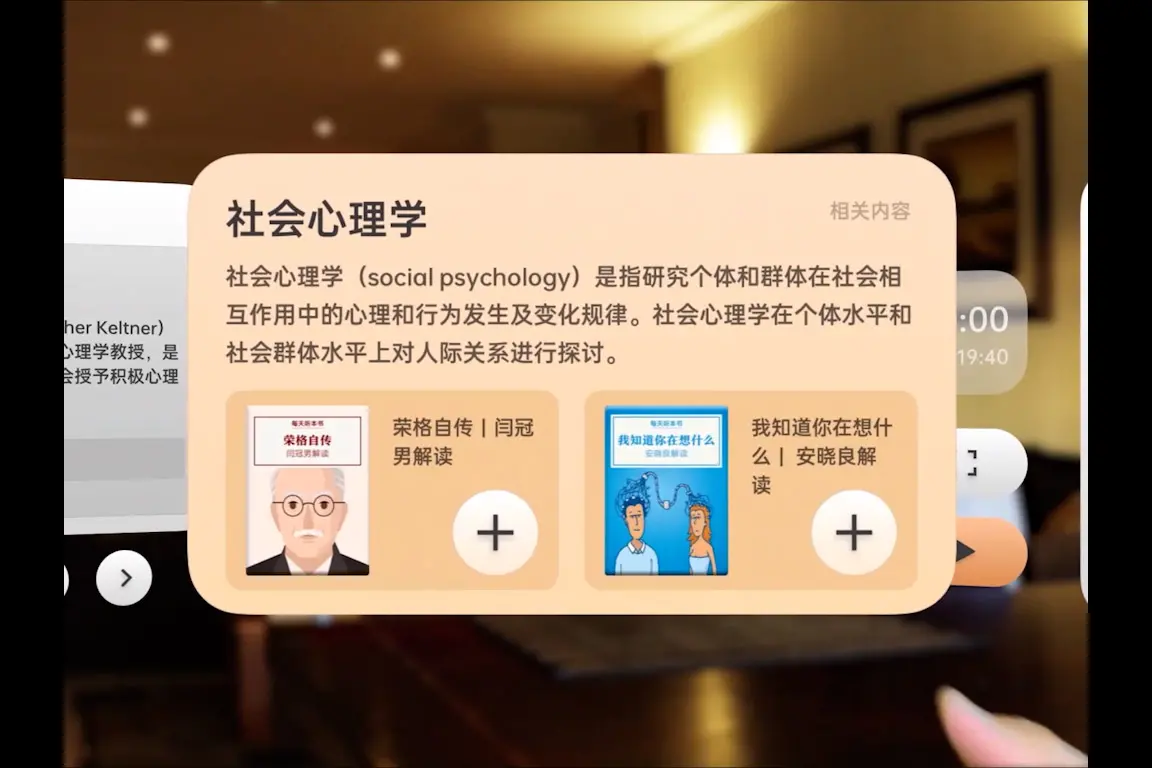 社会心理学
相关内容
社会心理学（social psychology）是指研究个体和群体在社会相
互作用中的心理和行为发生及变化规律。社会心理学在个体水平和
社会群体水平上对人际关系进行探讨。
her Keltner）
心理学教授，是
会授予积极心理
每天听本书
荣格自传
闫冠男解读
荣格自传 | 闫冠
男解读
每天听本书
我知道你在想什么
安晓良解读
我知道你在想什
么 | 安晓良解
读
:00
19:40